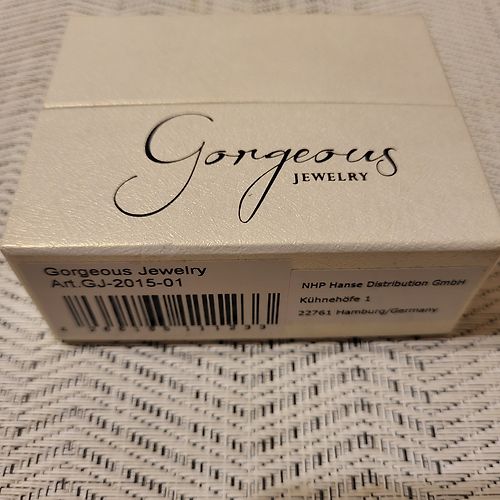 Gorgeous
JEWELRY
Gorgeous Jewelry
Art.GJ-2015-01
NHP Hanse Distribution GmbH
Kühnehöfe 1
22761 Hamburg/Germany